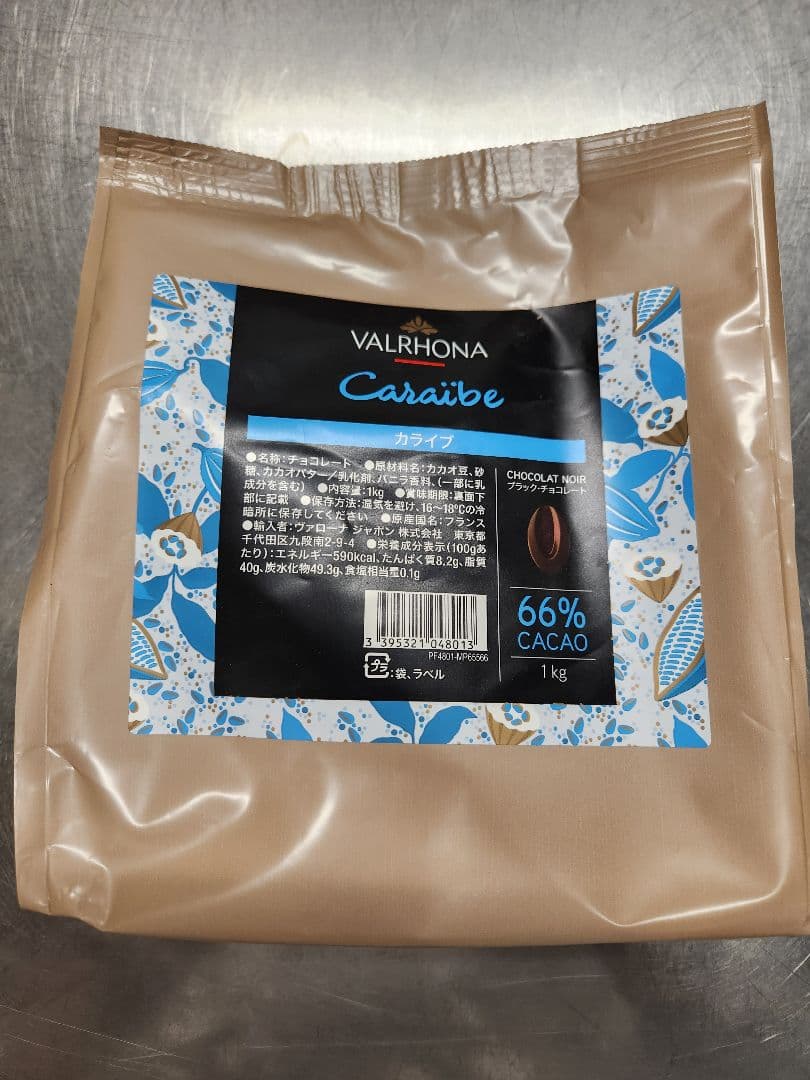 VALRHONA
Caraïbe
カライブ
●名称:チョコレート ●原材料名:カカオ豆、砂
糖、カカオバター/乳化剤、バニラ香料、(一部に乳
成分を含む) ●内容量:1kg ●賞味期限:裏面下
部に記載 ●保存方法:湿気を避け、16～18℃の冷
暗所に保存してください ●原産国名:フランス
●輸入者:ヴァローナ ジャポン 株式会社 東京都
千代田区九段南2-9-4 ●栄養成分表示(100gあ
たり):エネルギー590kcal、たんぱく質8.2g、脂質
40g、炭水化物49.3g、食塩相当量0.1g
3 395321 048013
PF4801-MP65566
プラ:袋、ラベル
CHOCOLAT NOIR
ブラック・チョコレート
66%
CACAO
1kg